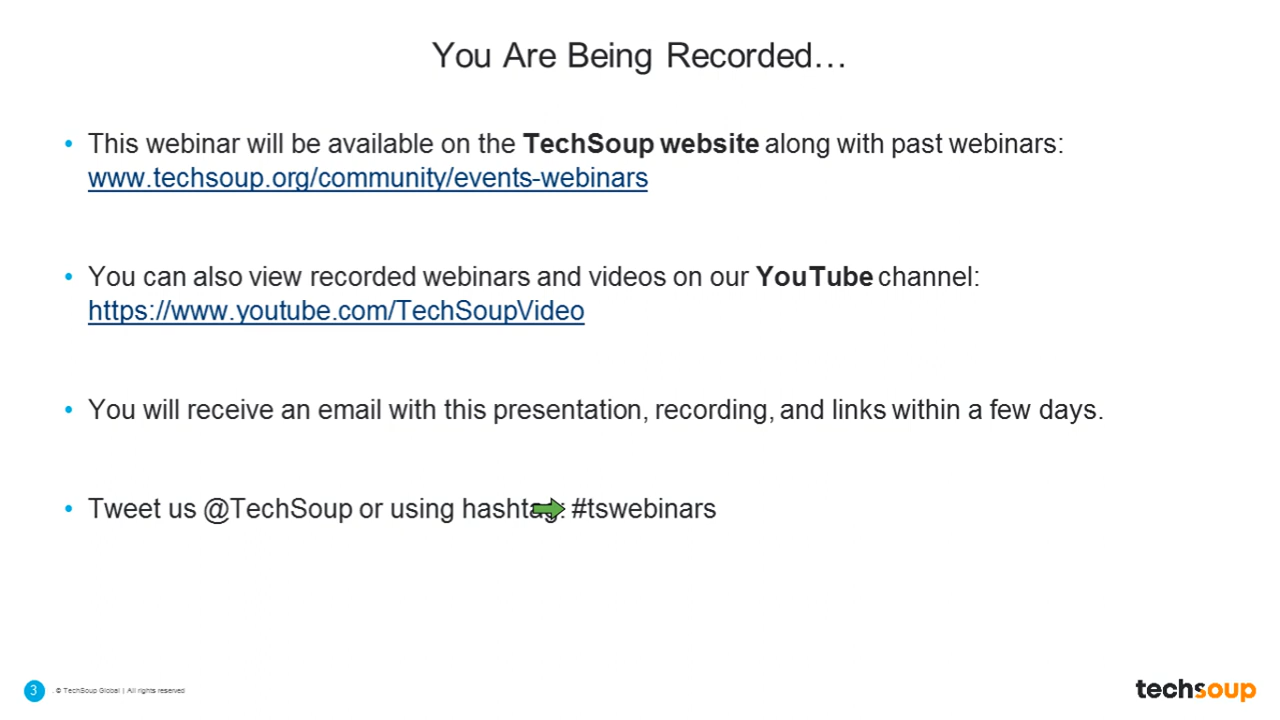 You Are Being Recorded…
• This webinar will be available on the TechSoup website along with past webinars:
www.techsoup.org/community/events-webinars
• You can also view recorded webinars and videos on our YouTube channel:
https://www.youtube.com/TechSoupVideo
• You will receive an email with this presentation, recording, and links within a few days.
• Tweet us @TechSoup or using hashtag: #tswebinars
3 . © TechSoup Global | All rights reserved
techsoup